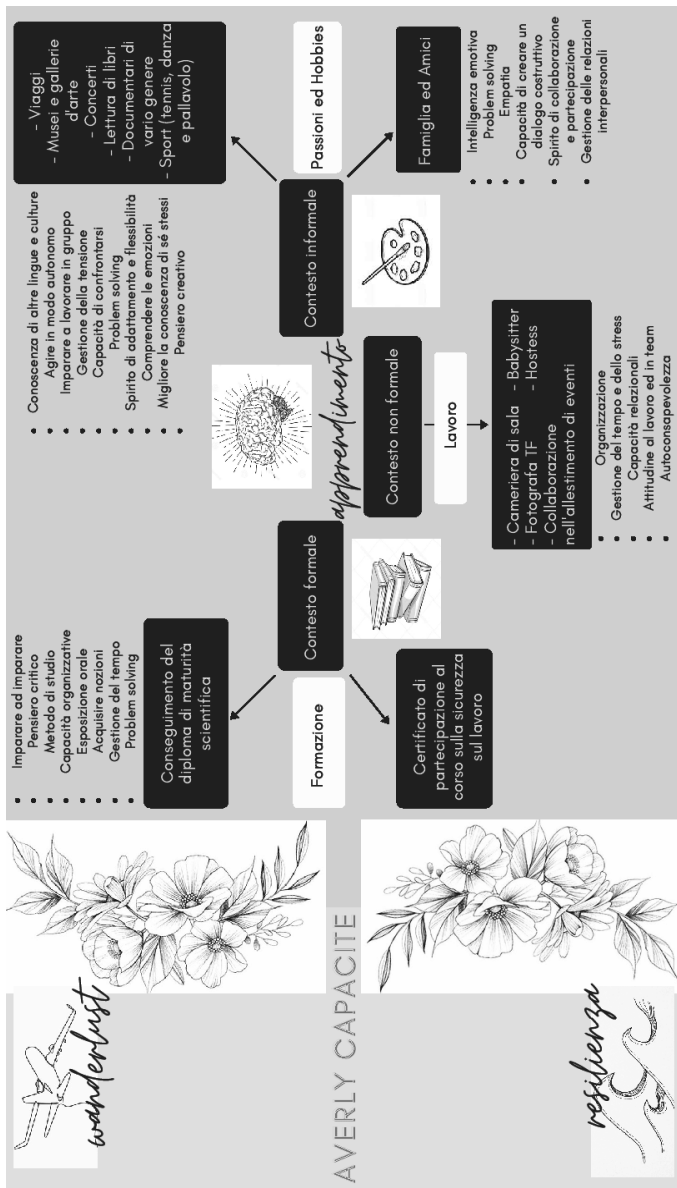 wanderlust
AVERLY CAPACITE
resilienza
Imparare ad imparare
Pensiero critico
Metodo di studio
Capacità organizzative
Esposizione orale
Acquisire nozioni
Gestione del tempo
Problem solving
Conseguimento del
diploma di maturità
scientifica
Formazione
Contesto formale
Certificato di
partecipazione al
corso sulla sicurezza
sul lavoro
apprendimento
Contesto non formale
Lavoro
- Cameriera di sala - Babysitter
- Fotografa TF - Hostess
- Collaborazione
nell'allestimento di eventi
Organizzazione
Gestione del tempo e dello stress
Capacità relazionali
Attitudine al lavoro ed in team
Autoconsapevolezza
Conoscenza di altre lingue e culture
Agire in modo autonomo
Imparare a lavorare in gruppo
Gestione della tensione
Capacità di confrontarsi
Problem solving
Spirito di adattamento e flessibilità
Comprendere le emozioni
Migliore la conoscenza di sé stessi
Pensiero creativo
Contesto informale
- Viaggi
- Musei e gallerie
d'arte
- Concerti
- Lettura di libri
- Documentari di
vario genere
- Sport (tennis, danza
e pallavolo)
Passioni ed Hobbies
Famiglia ed Amici
Intelligenza emotiva
Problem solving
Empatia
Capacità di creare un
dialogo costruttivo
Spirito di collaborazione
e partecipazione
Gestione delle relazioni
interpersonali